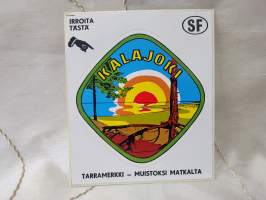 IRROITA
TÄSTÄ
SF
KALAJOKI
TARRAMERKKI – MUISTOKSI MATKALTA